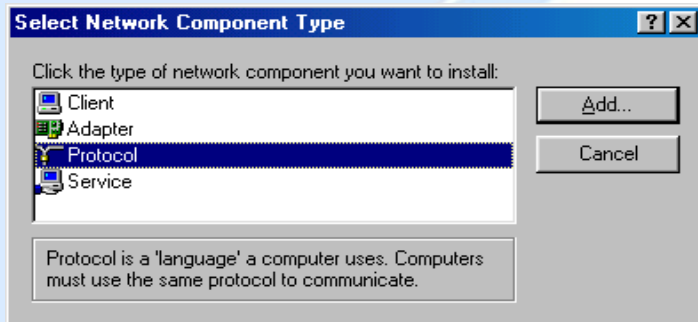 Select Network Component Type
Click the type of network component you want to install:
Client
Add...
Adapter
Protocol
Cancel
Service
Protocol is a 'language' a computer uses. Computers
must use the same protocol to communicate.